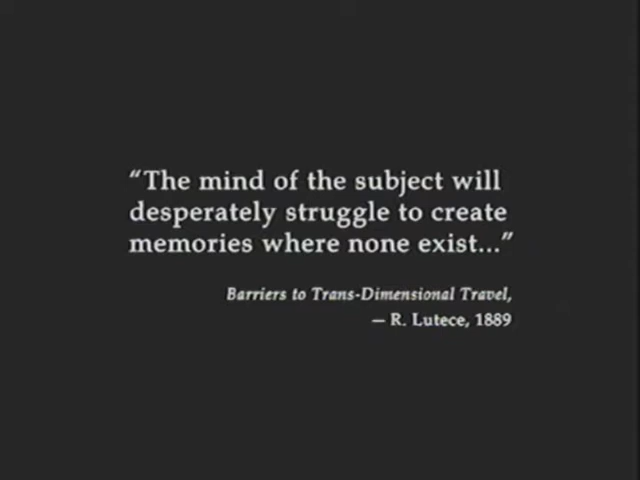 “The mind of the subject will
desperately struggle to create
memories where none exist...”
Barriers to Trans-Dimensional Travel,
— R. Lutece, 1889